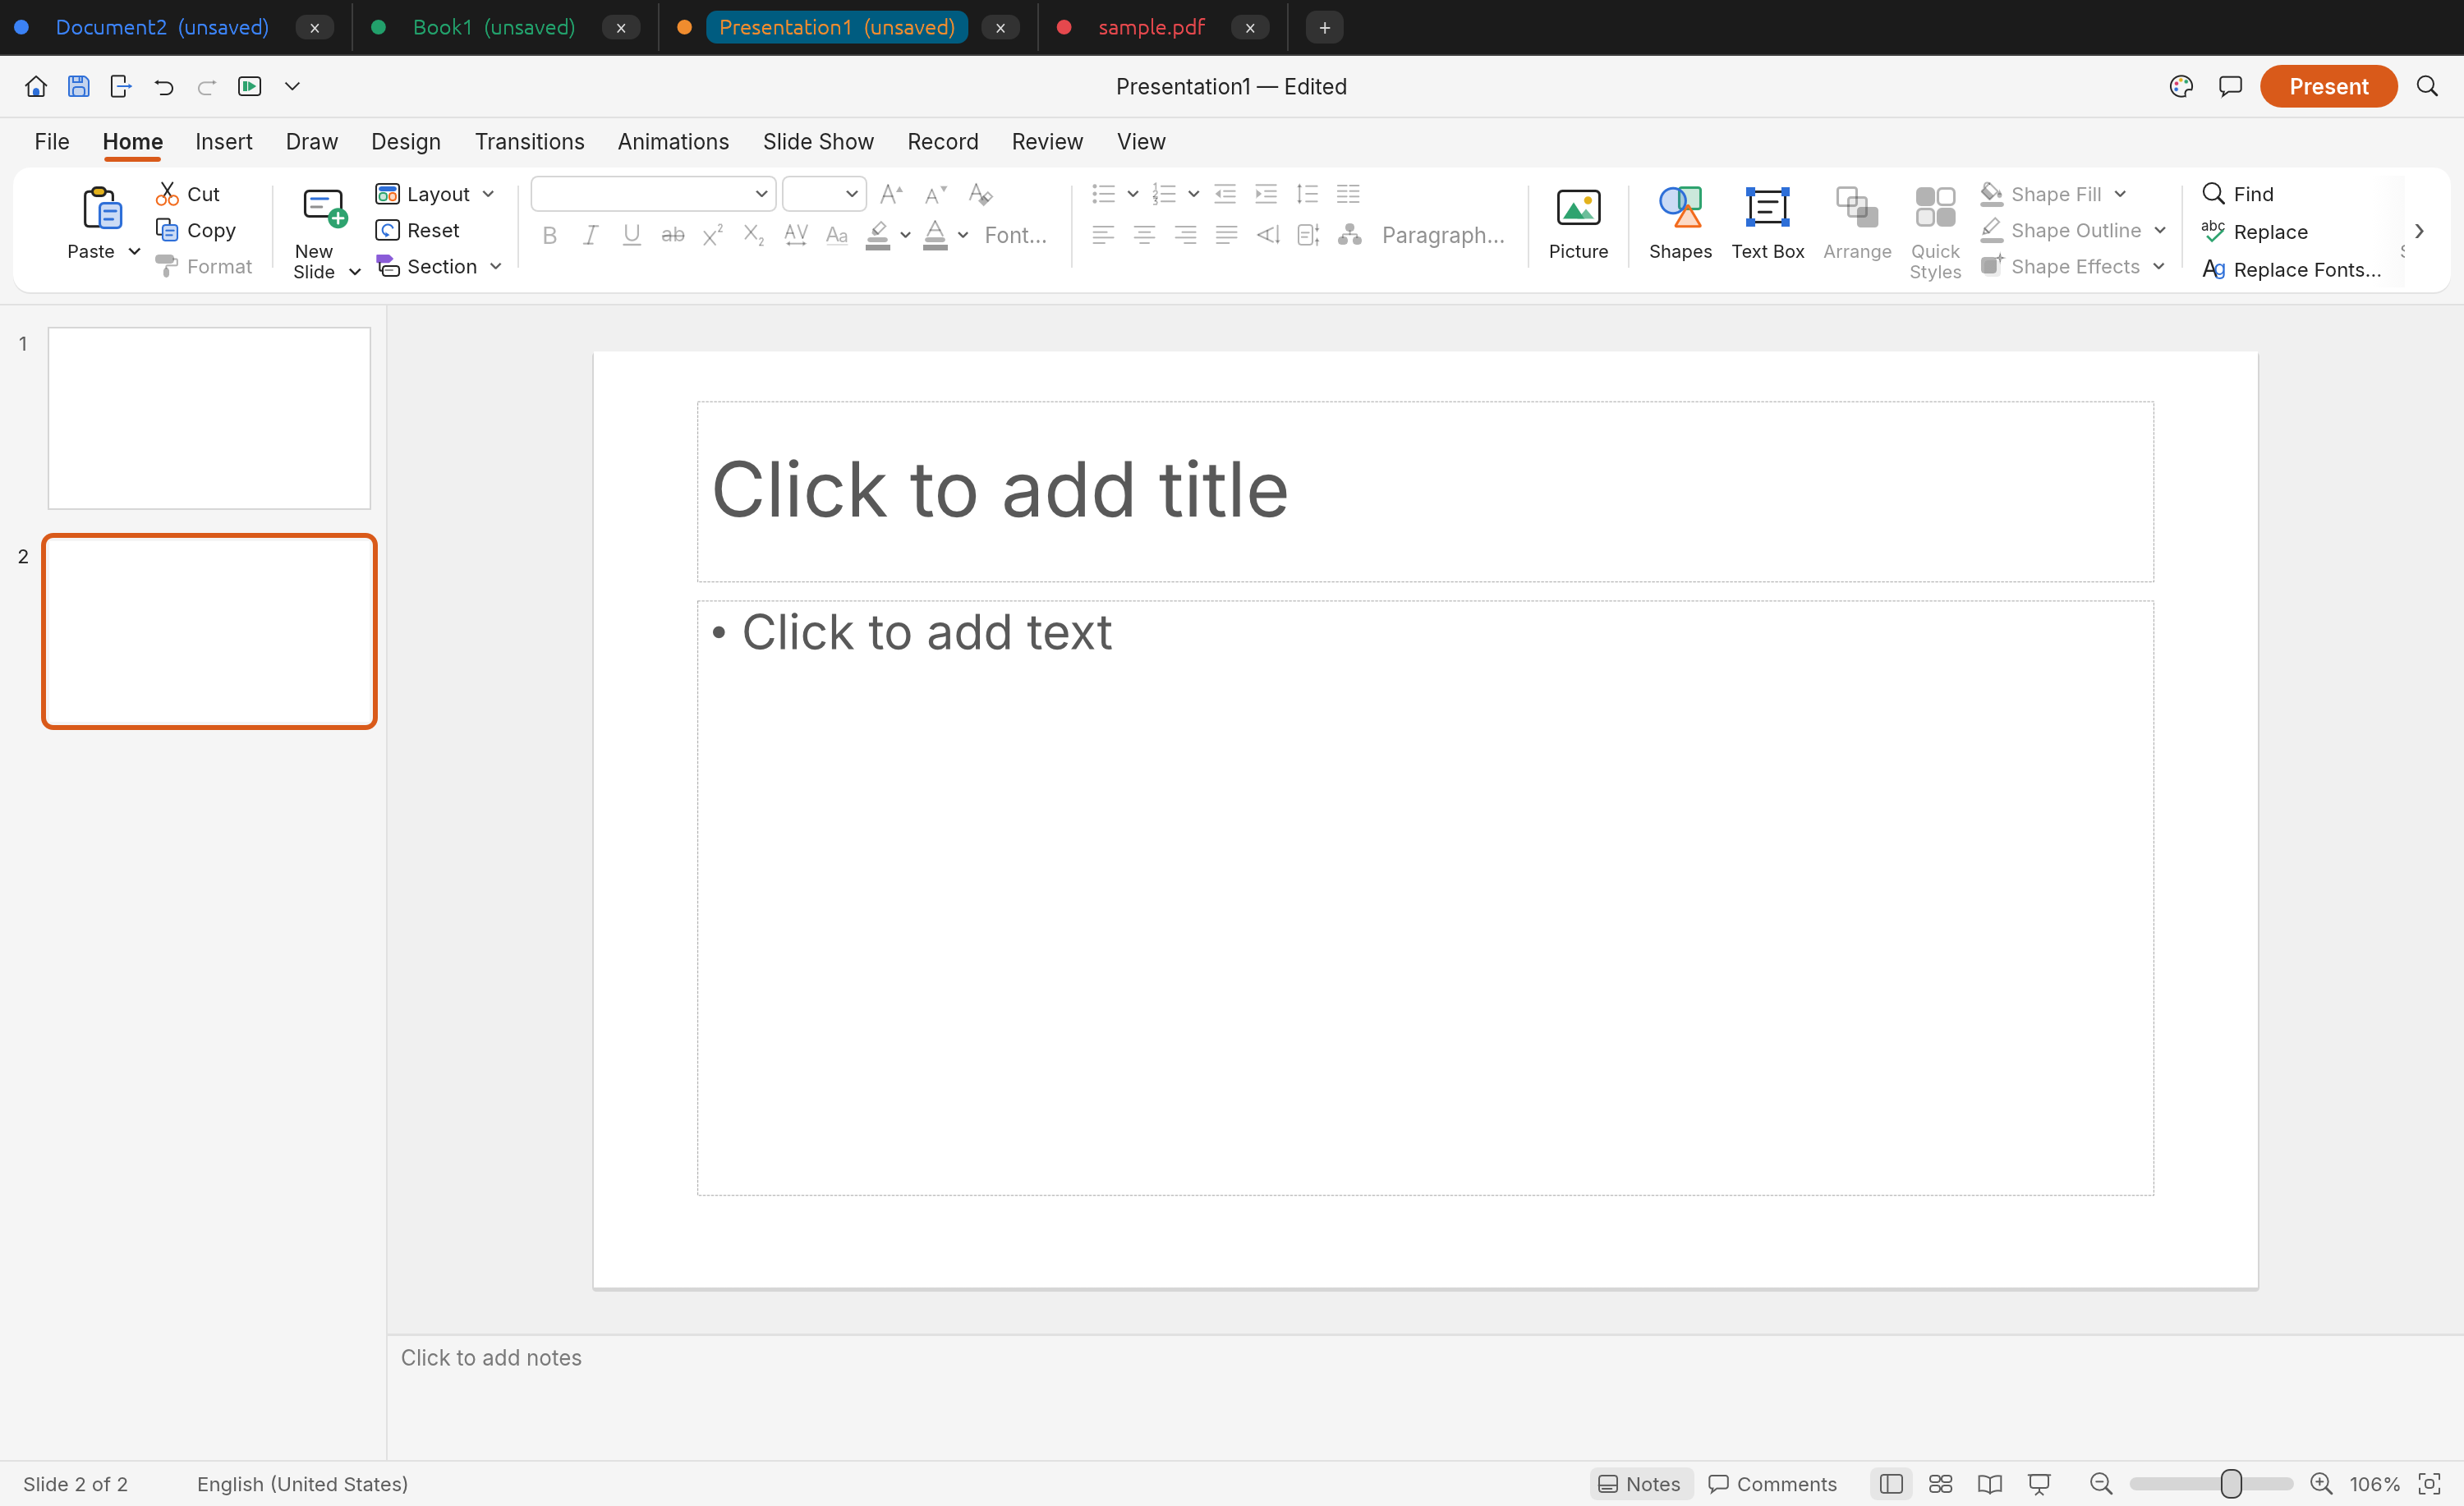 Document2 (unsaved) x Book1 (unsaved) x Presentation1 (unsaved) x sample.pdf x +
Presentation1 — Edited
Present
File Home Insert Draw Design Transitions Animations Slide Show Record Review View
Paste
Cut
Copy
Format
New
Slide
Layout
Reset
Section
Font...
Paragraph...
Picture
Shapes
Text Box
Arrange
Quick
Styles
Shape Fill
Shape Outline
Shape Effects
Find
Replace
Replace Fonts...
1
2
Click to add title
• Click to add text
Click to add notes
Slide 2 of 2 English (United States) Notes Comments 106%